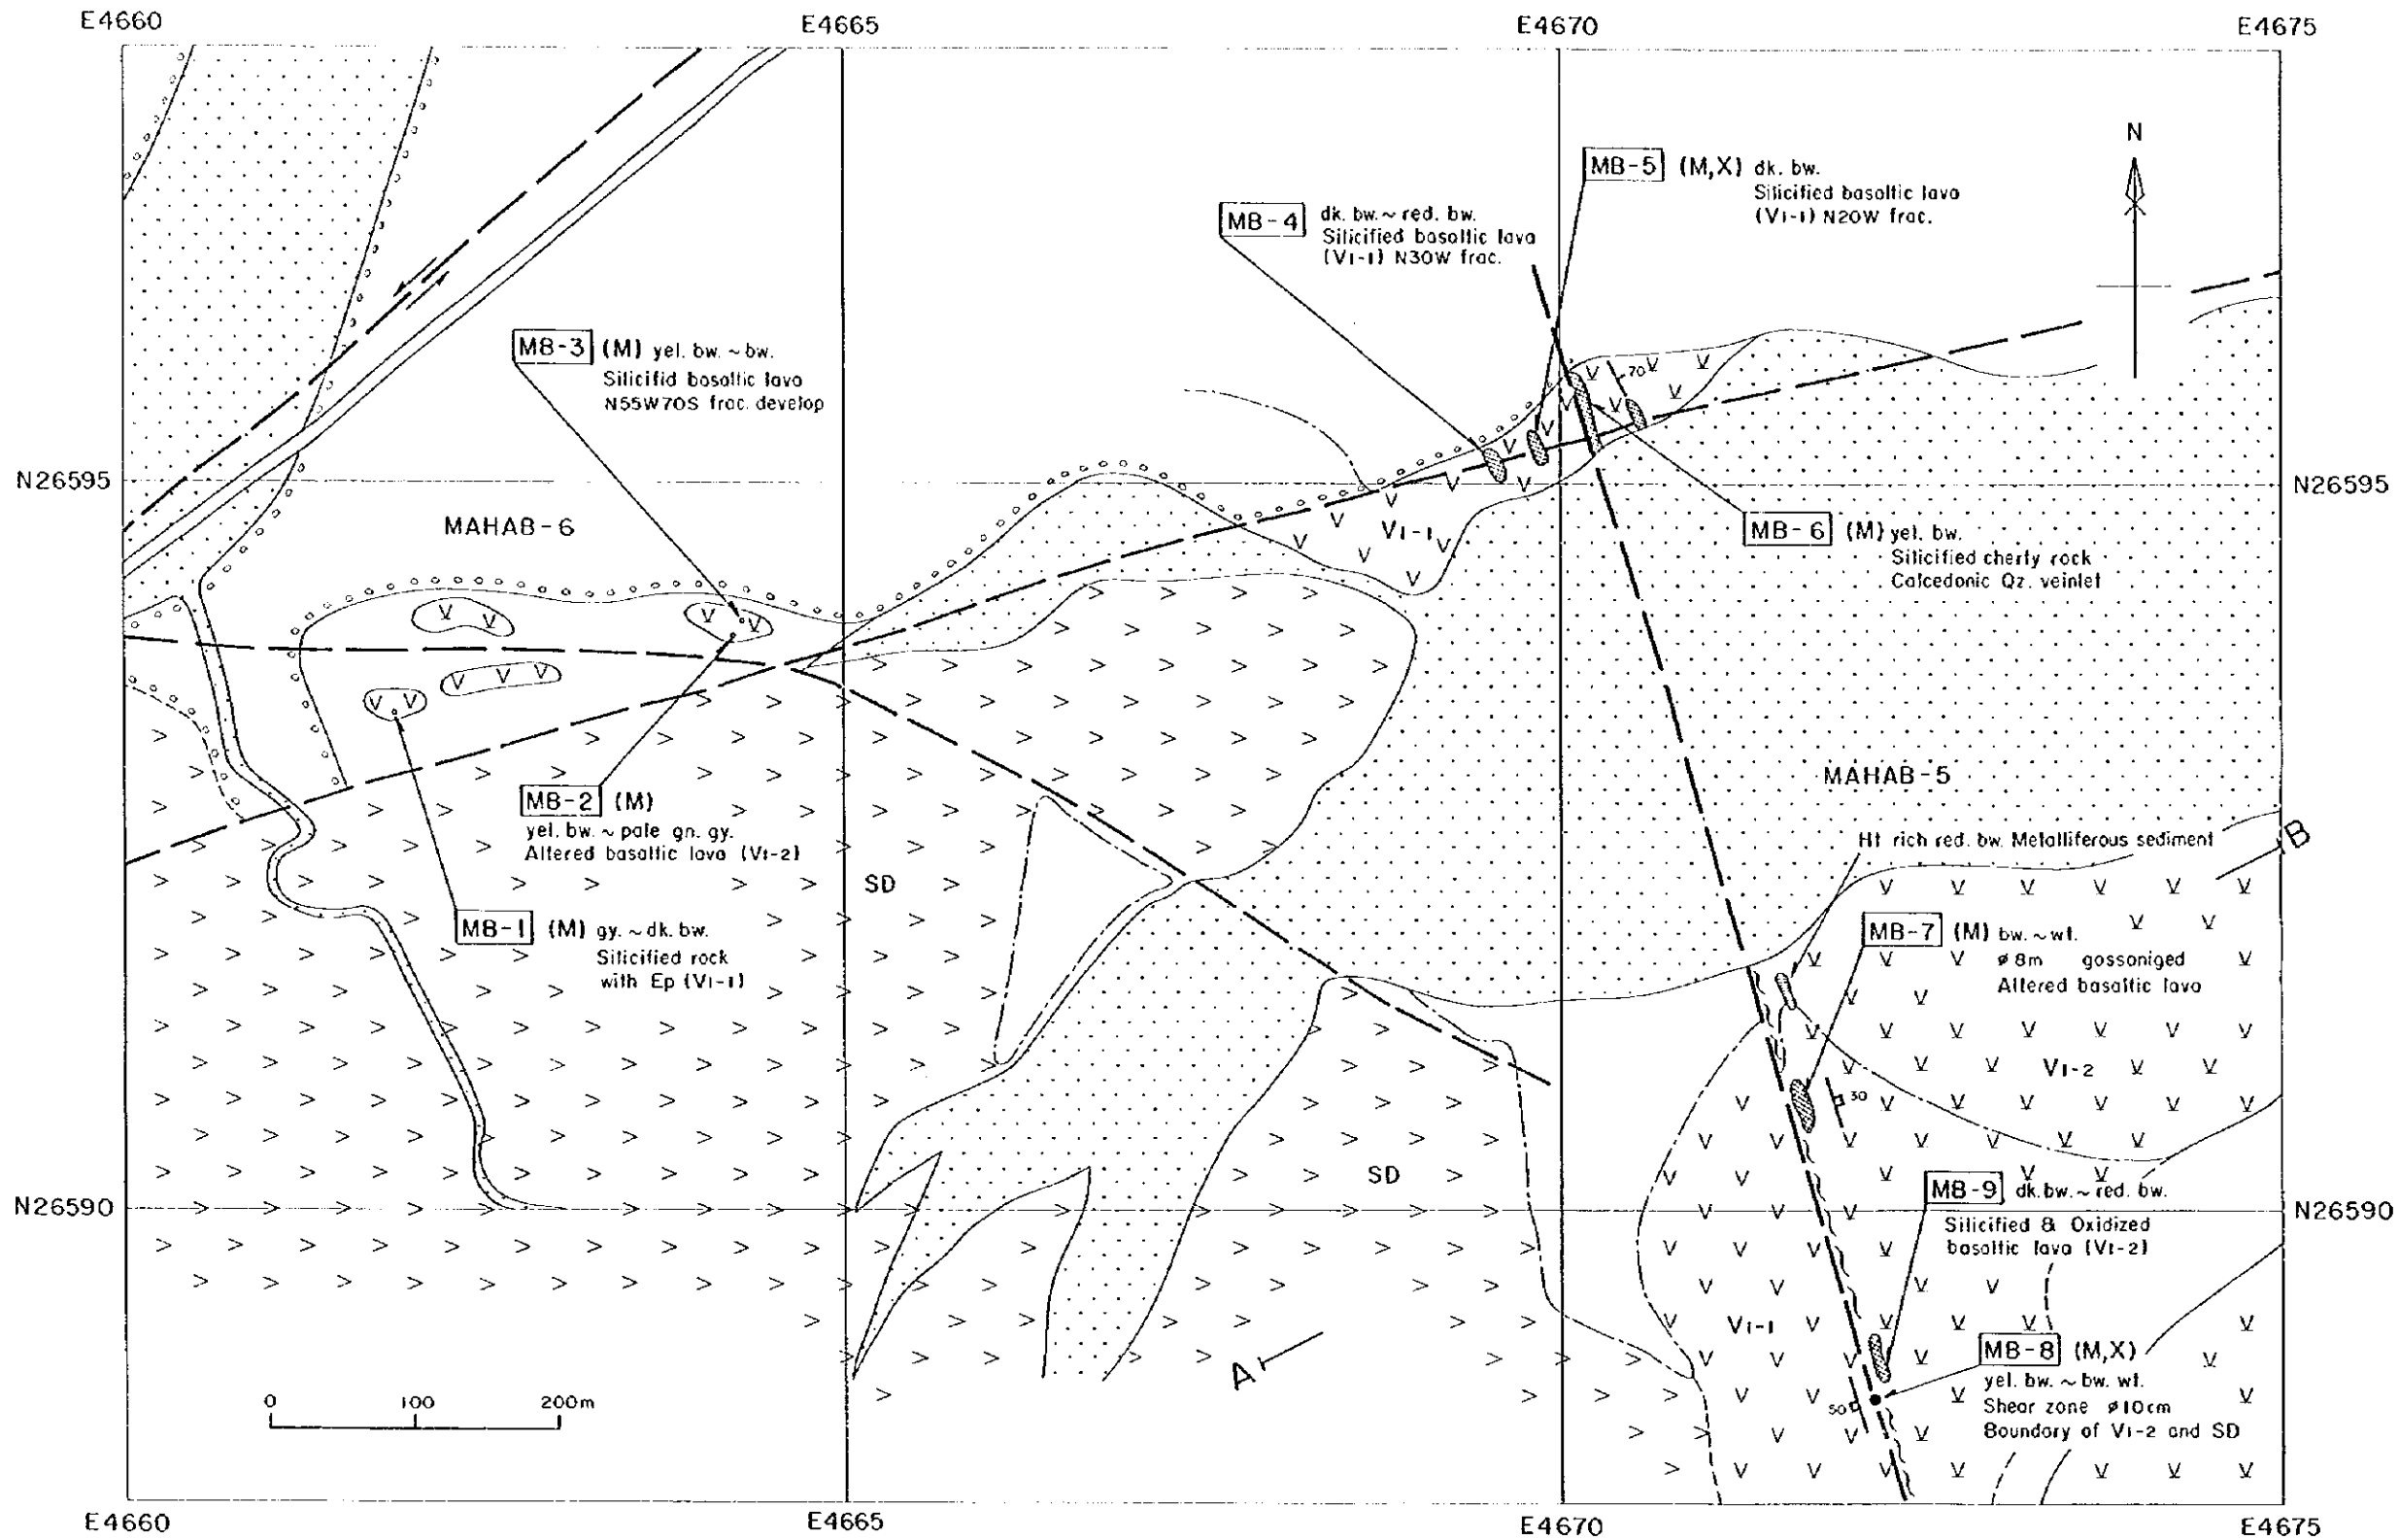 E4660
E4665
E4670
E4675
N
MB-5 (M,X) dk. bw.
Silicified basaltic lava
(V1-1) N20W frac.
MB-4 dk. bw. ~ red. bw.
Silicified basaltic lava
(V1-1) N30W frac.
MB-3 (M) yel. bw. ~ bw.
Silicifid basaltic lava
N55W70S frac. develop
70
N26595
N26595
MAHAB-6
V1-1
MB-6 (M) yel. bw.
Silicified cherty rock
Calcedonic Qz. veinlet
MAHAB-5
MB-2 (M)
yel. bw. ~ pale gn. gy.
Altered basaltic lava (V1-2)
B
Ht rich red. bw. Metalliferous sediment
SD
MB-1 (M) gy. ~ dk. bw.
Silicified rock
with Ep (V1-1)
MB-7 (M) bw. ~ wt.
ø8m gossoniged
Altered basaltic lava
V1-2
30
SD
MB-9 dk. bw. ~ red. bw.
Silicified & Oxidized
basaltic lava (V1-2)
N26590
N26590
V1-1
MB-8 (M,X)
yel. bw. ~ bw. wt.
Shear zone ø10cm
Boundary of V1-2 and SD
50
A
0 100 200m
E4660
E4665
E4670
E4675